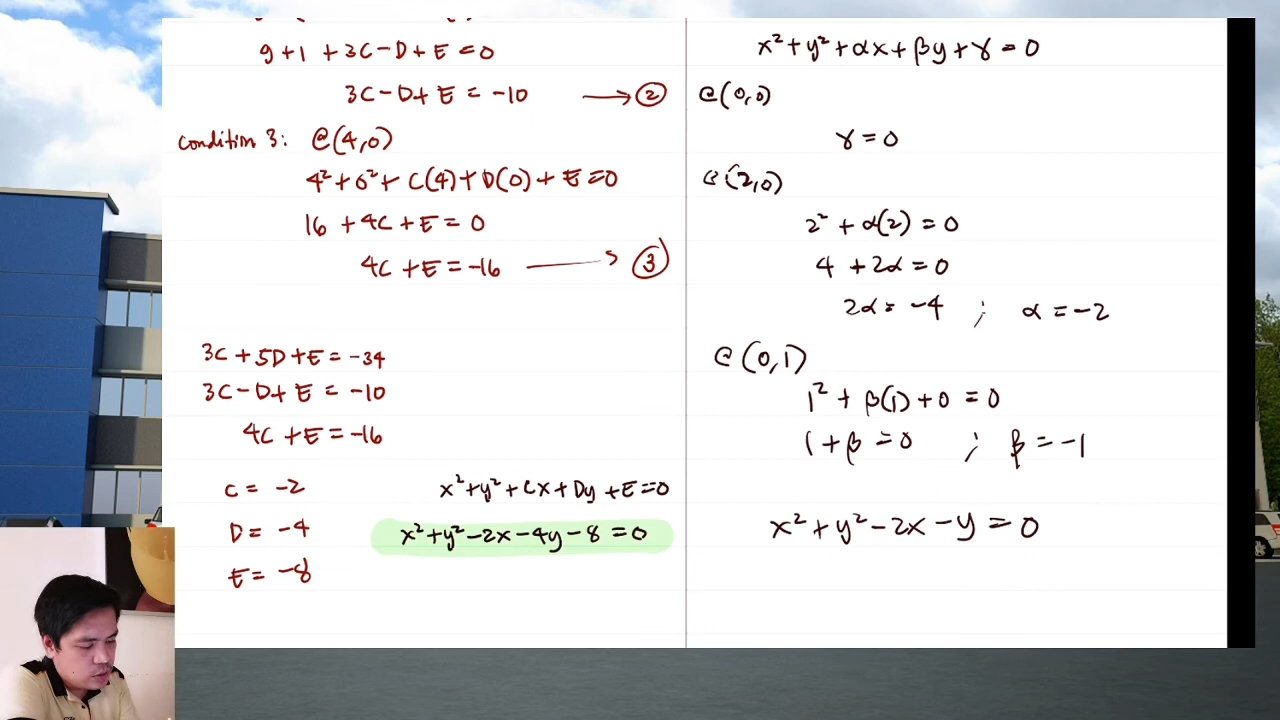 9+1 +3C-D+E=0
3C-D+E = -10 → ②
condition 3: @(4,0)
4²+0²+ C(4)+D(0)+E=0
16 +4C+E=0
4C+E=-16 → ③
3C+5D+E=-34
3C-D+E = -10
4C+E=-16
C= -2
D= -4
E= -8
x²+y²+Cx+Dy+E=0
x²+y²-2x-4y-8=0
x²+y²+αx+βy+γ=0
@(0,0)
γ=0
@(2,0)
2²+α(2)=0
4+2α=0
2α=-4 ; α=-2
@(0,1)
1²+β(1)+0=0
1+β=0 ; β=-1
x²+y²-2x-y=0